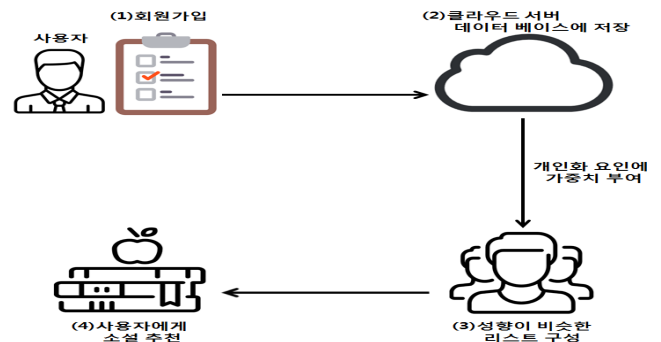 (1)회원가입
사용자
(2)클라우드 서버
데이터 베이스에 저장
개인화 요인에
가중치 부여
(3)성향이 비슷한
리스트 구성
(4)사용자에게
소설 추천